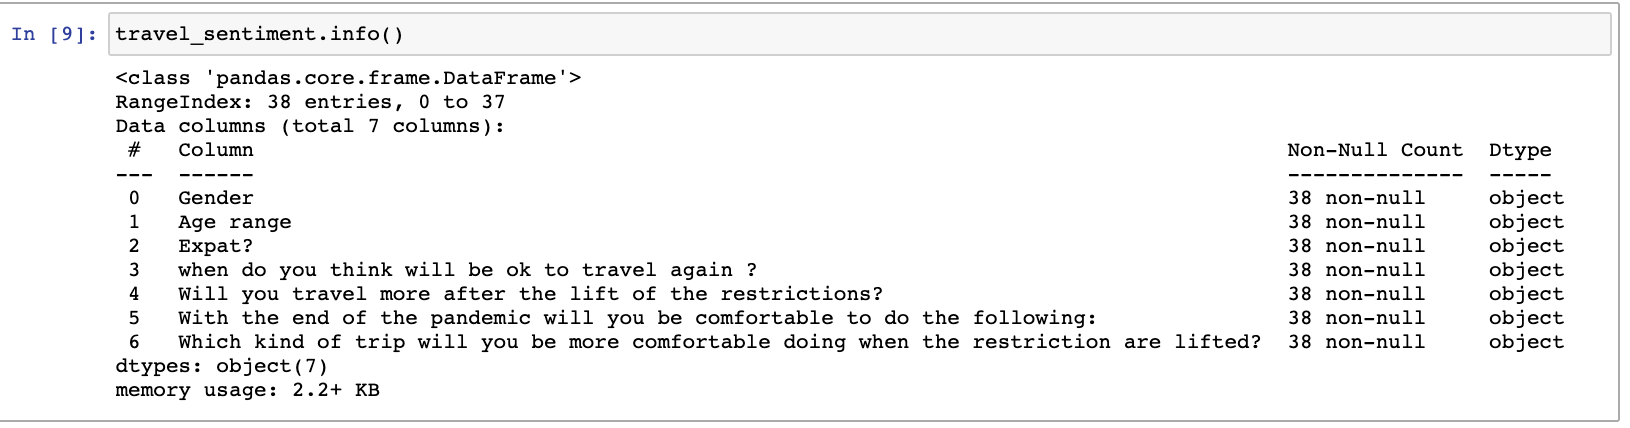 In [9]: travel_sentiment.info()
<class 'pandas.core.frame.DataFrame'>
RangeIndex: 38 entries, 0 to 37
Data columns (total 7 columns):
 #   Column                                                                                  Non-Null Count  Dtype
---  ------                                                                                  --------------  -----
 0   Gender                                                                                  38 non-null     object
 1   Age range                                                                               38 non-null     object
 2   Expat?                                                                                  38 non-null     object
 3   when do you think will be ok to travel again ?                                          38 non-null     object
 4   Will you travel more after the lift of the restrictions?                                38 non-null     object
 5   With the end of the pandemic will you be comfortable to do the following:               38 non-null     object
 6   Which kind of trip will you be more comfortable doing when the restriction are lifted?  38 non-null     object
dtypes: object(7)
memory usage: 2.2+ KB